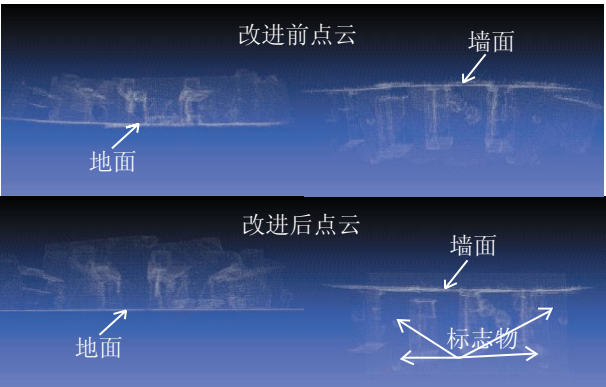 改进前点云
墙面
地面
改进后点云
墙面
地面
标志物